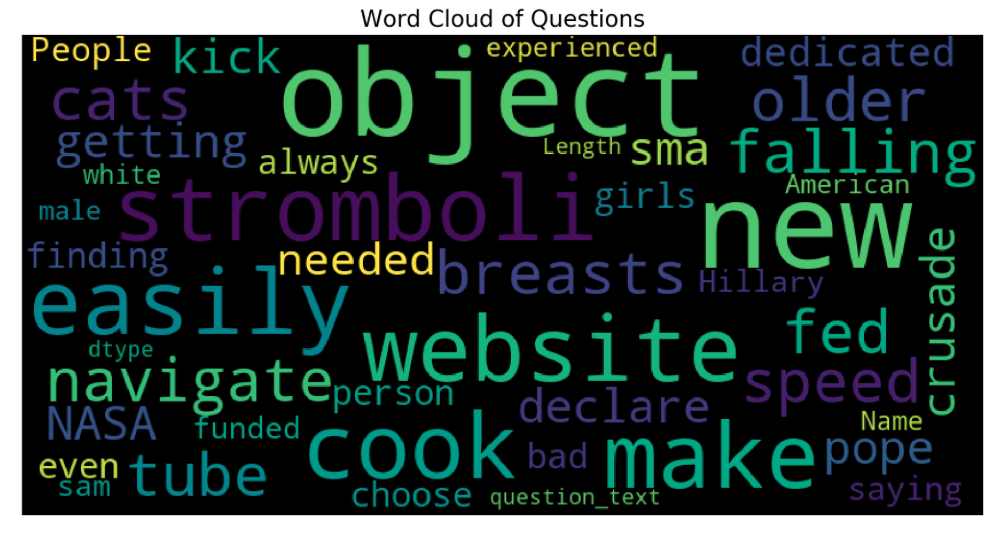 Word Cloud of Questions
People kick object experienced dedicated
cats older
getting always Length sma falling
white American
male stromboli girls new
finding needed breasts Hillary crusade
easily
dtype website fed
navigate person speed
NASA funded declare Name
even tube cook bad make pope
sam choose question_text saying